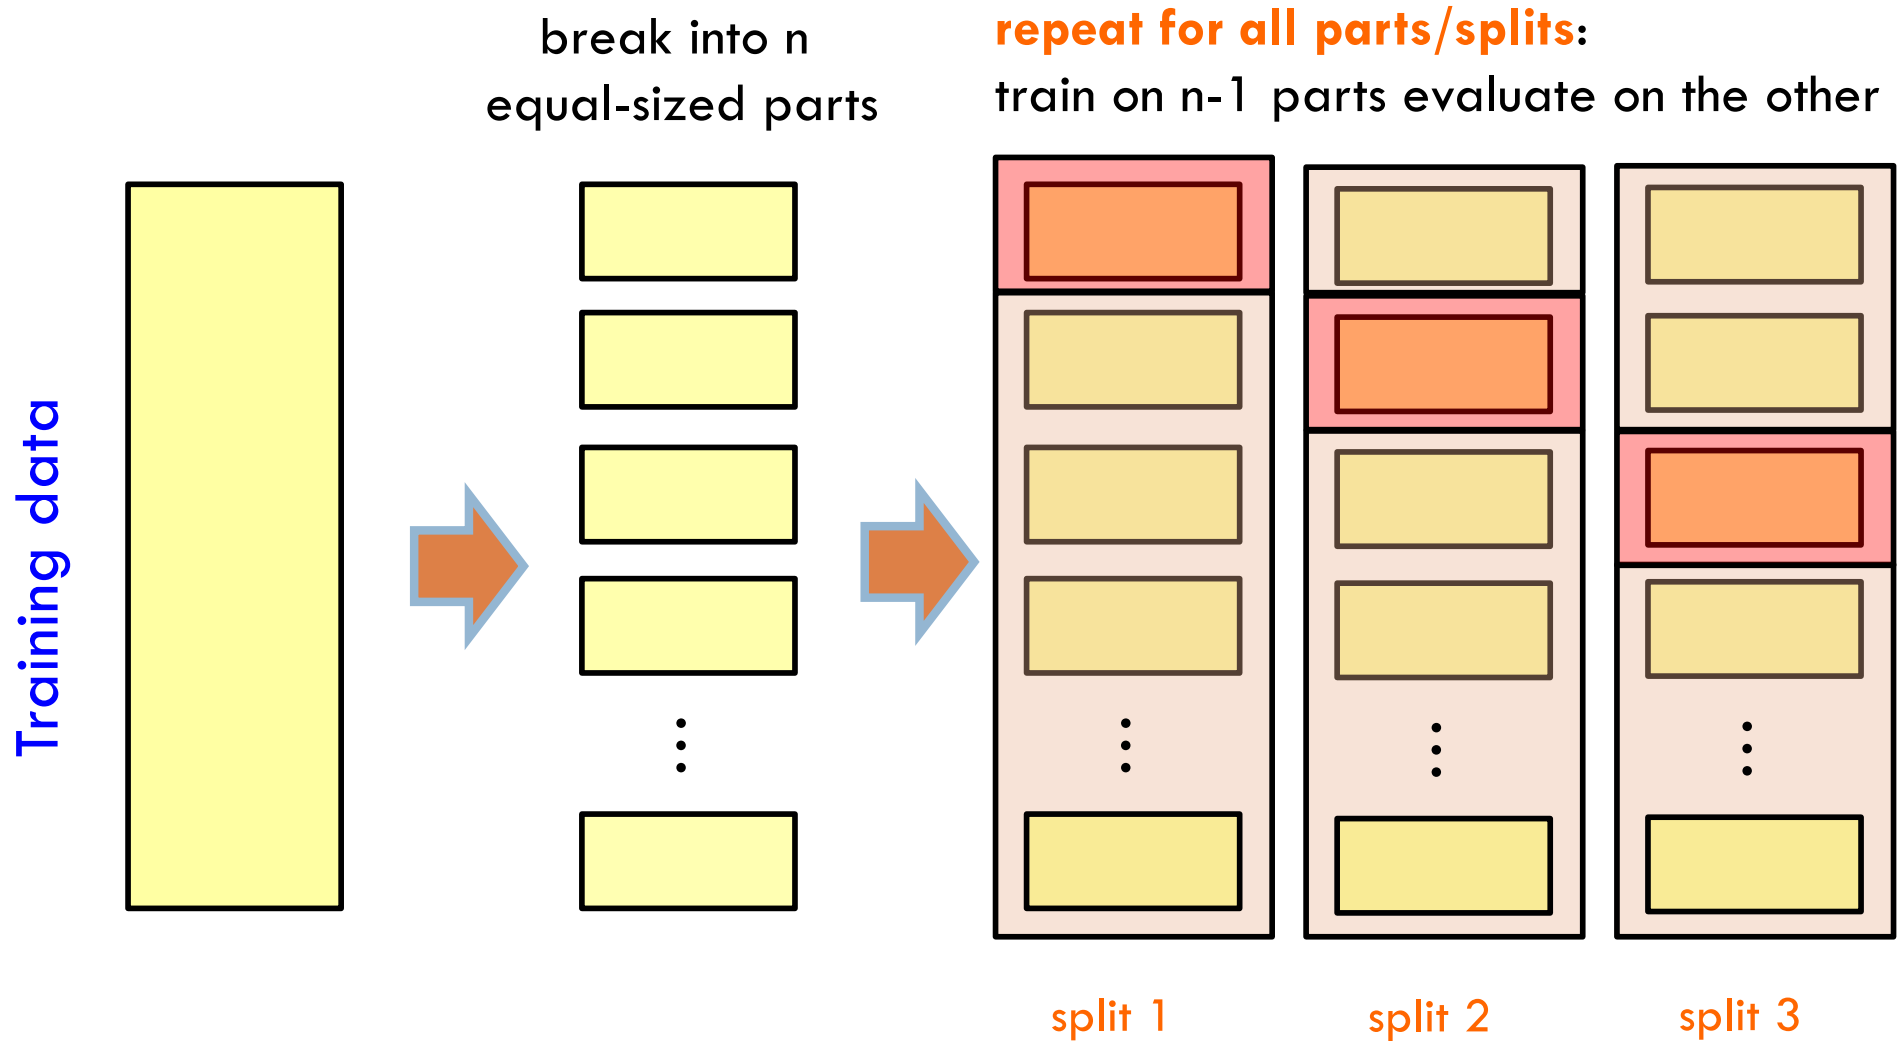 break into n
equal-sized parts
repeat for all parts/splits:
train on n-1 parts evaluate on the other
Training data
split 1
split 2
split 3